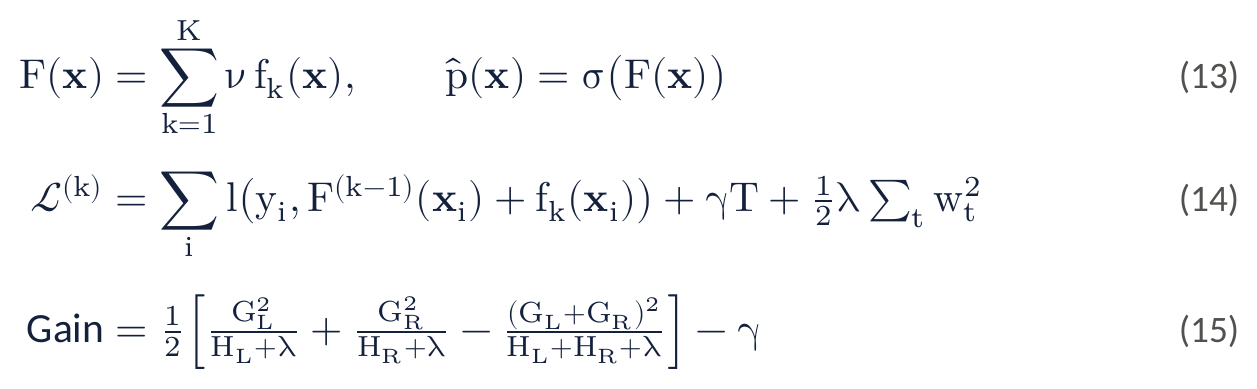 F(𝐱) = ∑_{k=1}^{K} ν f_k(𝐱),  p̂(𝐱) = σ(F(𝐱))  (13)
ℒ^{(k)} = ∑_i l(y_i, F^{(k−1)}(𝐱_i) + f_k(𝐱_i)) + γT + ½λ ∑_t w_t^2  (14)
Gain = ½[G_L^2/(H_L+λ) + G_R^2/(H_R+λ) − (G_L+G_R)^2/(H_L+H_R+λ)] − γ  (15)